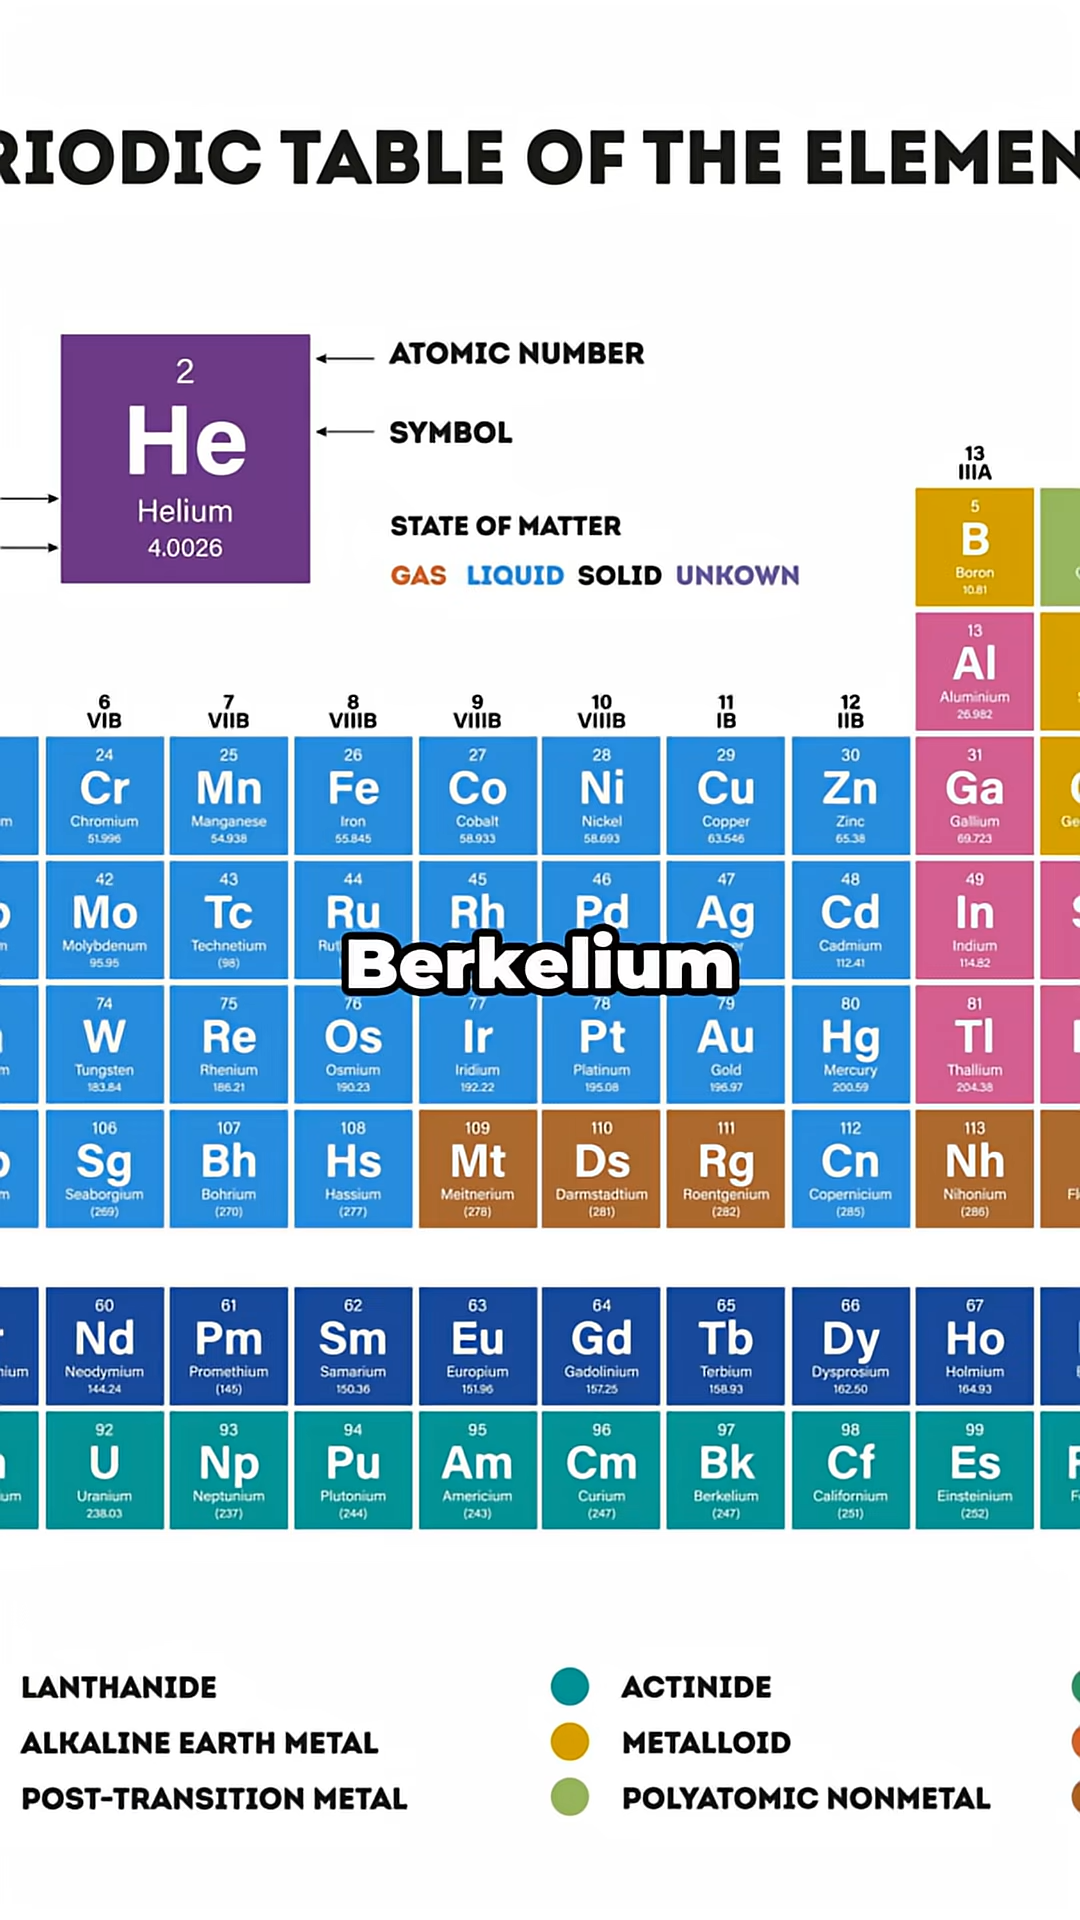 RIODIC TABLE OF THE ELEMEN
2
He
Helium
4.0026
ATOMIC NUMBER
SYMBOL
STATE OF MATTER
GAS LIQUID SOLID UNKOWN
13
IIIA
5
B
Boron
10.81
13
Al
Aluminium
26.982
6 7 8 9 10 11 12
VIB VIIB VIIIB VIIIB VIIIB IB IIB
24 25 26 27 28 29 30 31
Cr Mn Fe Co Ni Cu Zn Ga
Chromium Manganese Iron Cobalt Nickel Copper Zinc Gallium Ge
51.996 54.938 55.845 58.933 58.693 63.546 65.38 69.723
42 43 44 45 46 47 48 49
Mo Tc Ru Rh Pd Ag Cd In
Molybdenum Technetium Cadmium Indium
95.95 (98) 112.41 114.82
Berkelium
74 75 76 77 78 79 80 81
W Re Os Ir Pt Au Hg Tl
Tungsten Rhenium Osmium Iridium Platinum Gold Mercury Thallium
183.84 186.21 190.23 192.22 195.08 196.97 200.59 204.38
106 107 108 109 110 111 112 113
Sg Bh Hs Mt Ds Rg Cn Nh
Seaborgium Bohrium Hassium Meitnerium Darmstadtium Roentgenium Copernicium Nihonium Fl
(269) (270) (277) (278) (281) (282) (285) (286)
60 61 62 63 64 65 66 67
Nd Pm Sm Eu Gd Tb Dy Ho
nium Neodymium Promethium Samarium Europium Gadolinium Terbium Dysprosium Holmium
144.24 (145) 150.36 151.96 157.25 158.93 162.50 164.93
92 93 94 95 96 97 98 99
U Np Pu Am Cm Bk Cf Es
um Uranium Neptunium Plutonium Americium Curium Berkelium Californium Einsteinium
238.03 (237) (244) (243) (247) (247) (251) (252)
LANTHANIDE ACTINIDE
ALKALINE EARTH METAL METALLOID
POST-TRANSITION METAL POLYATOMIC NONMETAL